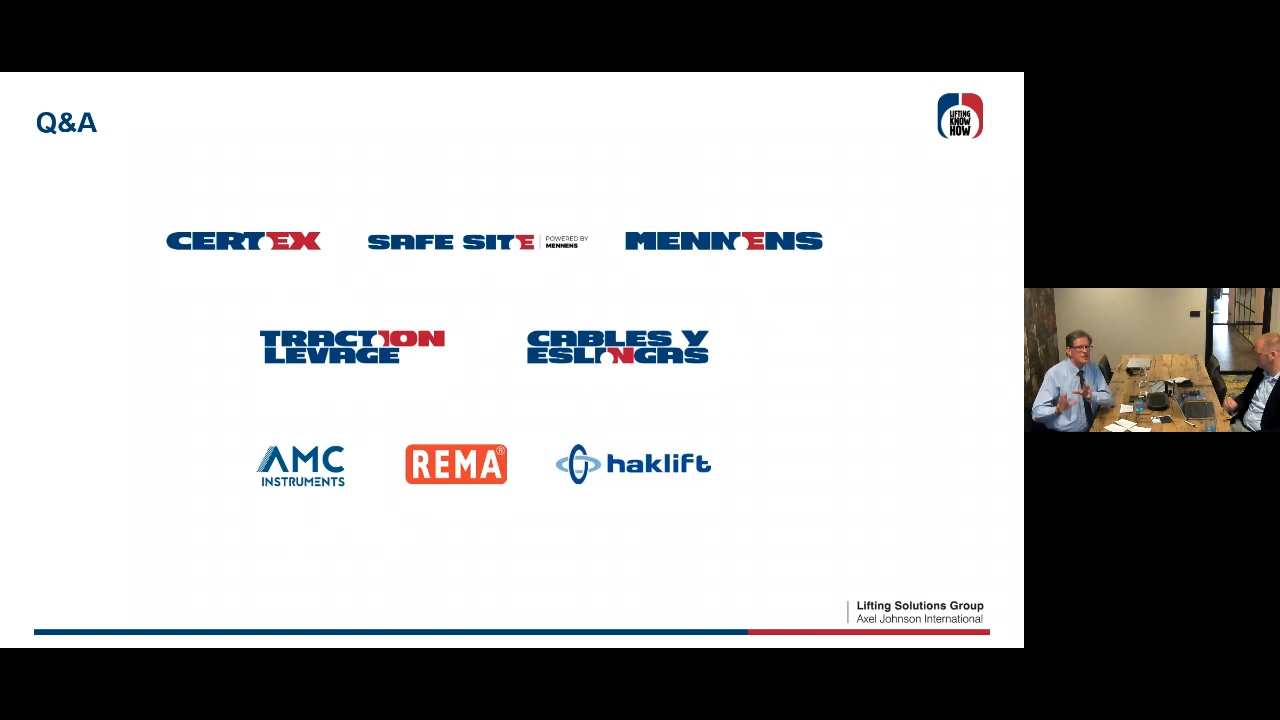 Q&A
LIFTING
KNOW
HOW
CERTEX
SAFE SITE
POWERED BY
MENNENS
MENNENS
TRACTION
LEVAGE
CABLES Y
ESLINGAS
AMC
INSTRUMENTS
REMA®
haklift
Lifting Solutions Group
Axel Johnson International